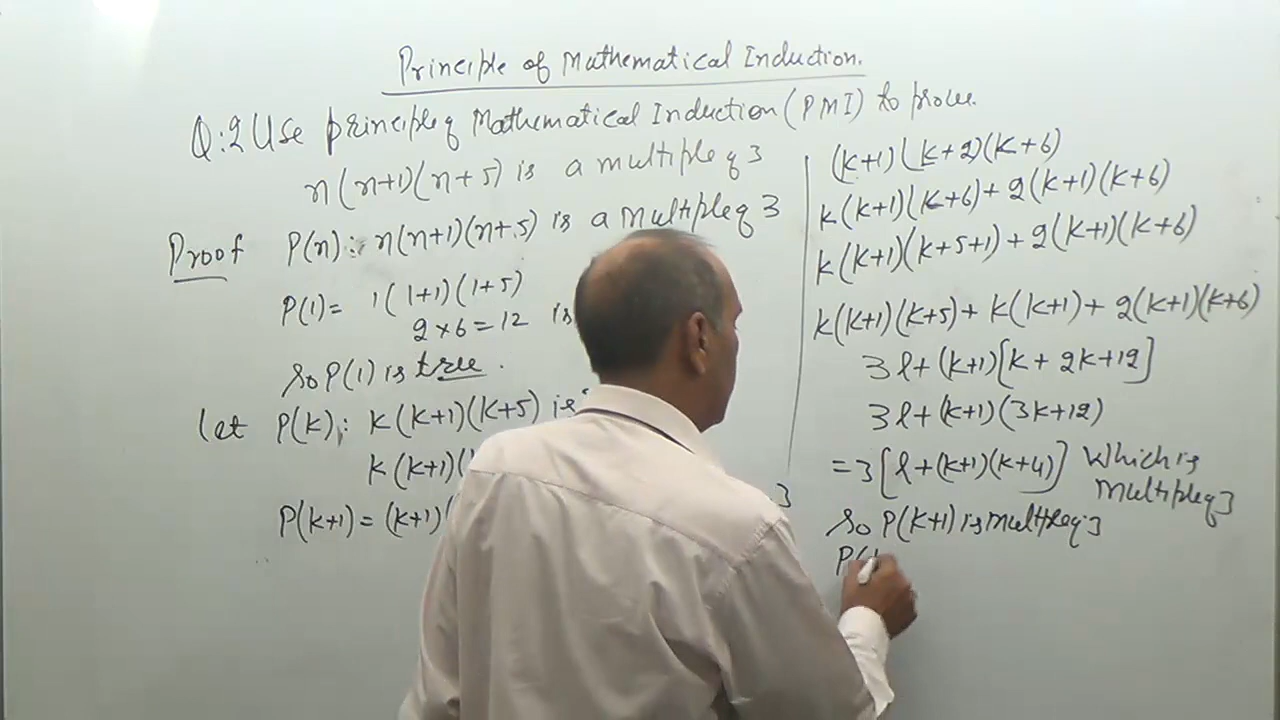 Principle of Mathematical Induction.
Q:2 Use principle of Mathematical Induction (PMI) to prove
n(n+1)(n+5) is a multiple of 3
Proof P(n): n(n+1)(n+5) is a Multiple of 3
P(1)= 1(1+1)(1+5)
2×6=12 is
So P(1) is true.
let P(k): k(k+1)(k+5) is
k(k+1)(
P(k+1) = (k+1)( 3
(k+1)(k+2)(k+6)
k(k+1)(k+6)+2(k+1)(k+6)
k(k+1)(k+5+1)+2(k+1)(k+6)
k(k+1)(k+5)+k(k+1)+2(k+1)(k+6)
3l+(k+1)[k+2k+12]
3l+(k+1)(3k+12)
=3[l+(k+1)(k+4)] which is
Multiple of 3
So P(k+1) is multiple of 3
P(